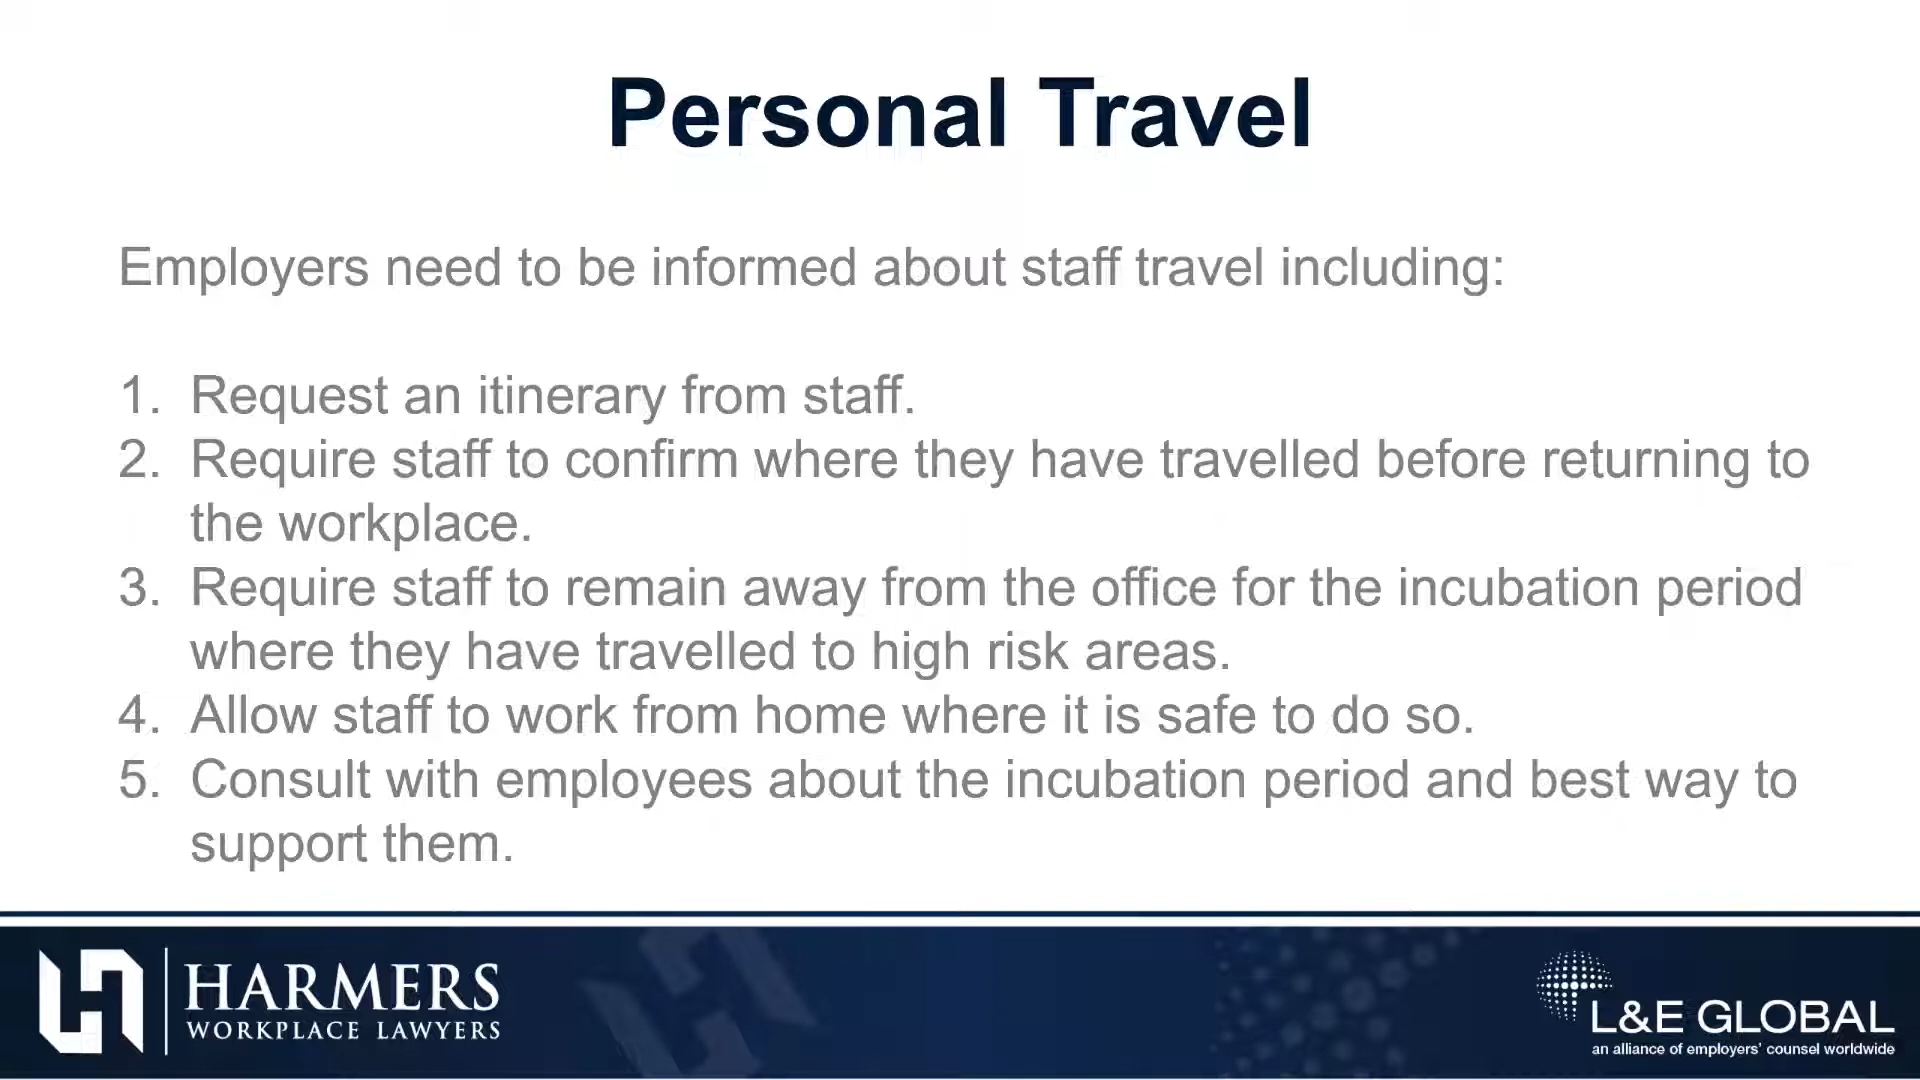 Personal Travel
Employers need to be informed about staff travel including:
1. Request an itinerary from staff.
2. Require staff to confirm where they have travelled before returning to
the workplace.
3. Require staff to remain away from the office for the incubation period
where they have travelled to high risk areas.
4. Allow staff to work from home where it is safe to do so.
5. Consult with employees about the incubation period and best way to
support them.
HARMERS
WORKPLACE LAWYERS
L&E GLOBAL
an alliance of employers' counsel worldwide